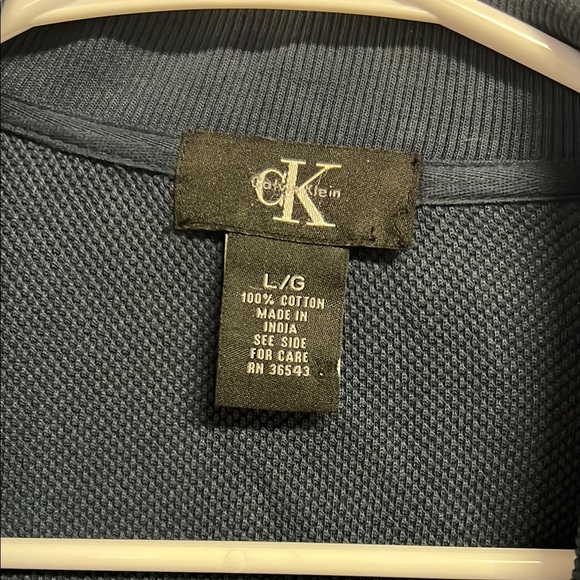 cK
Calvin Klein
L/G
100% COTTON
MADE IN
INDIA
SEE SIDE
FOR CARE
RN 36543